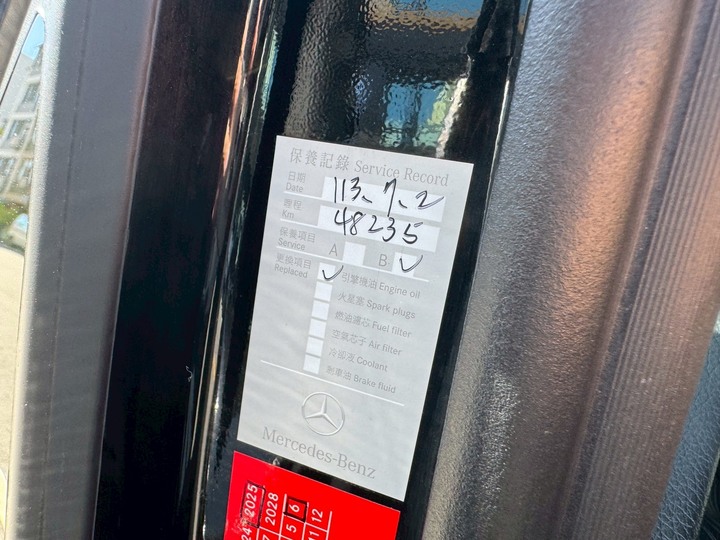 保養記錄 Service Record
日期 Date 113、7、2
里程 Km 48235
保養項目 Service A B ✓
更換項目 Replaced ✓ 引擎機油 Engine oil
火星塞 Spark plugs
燃油濾芯 Fuel filter
空氣芯子 Air filter
冷卻液 Coolant
剎車油 Brake fluid
Mercedes-Benz
24 2025
7 2028
5 6
11 12